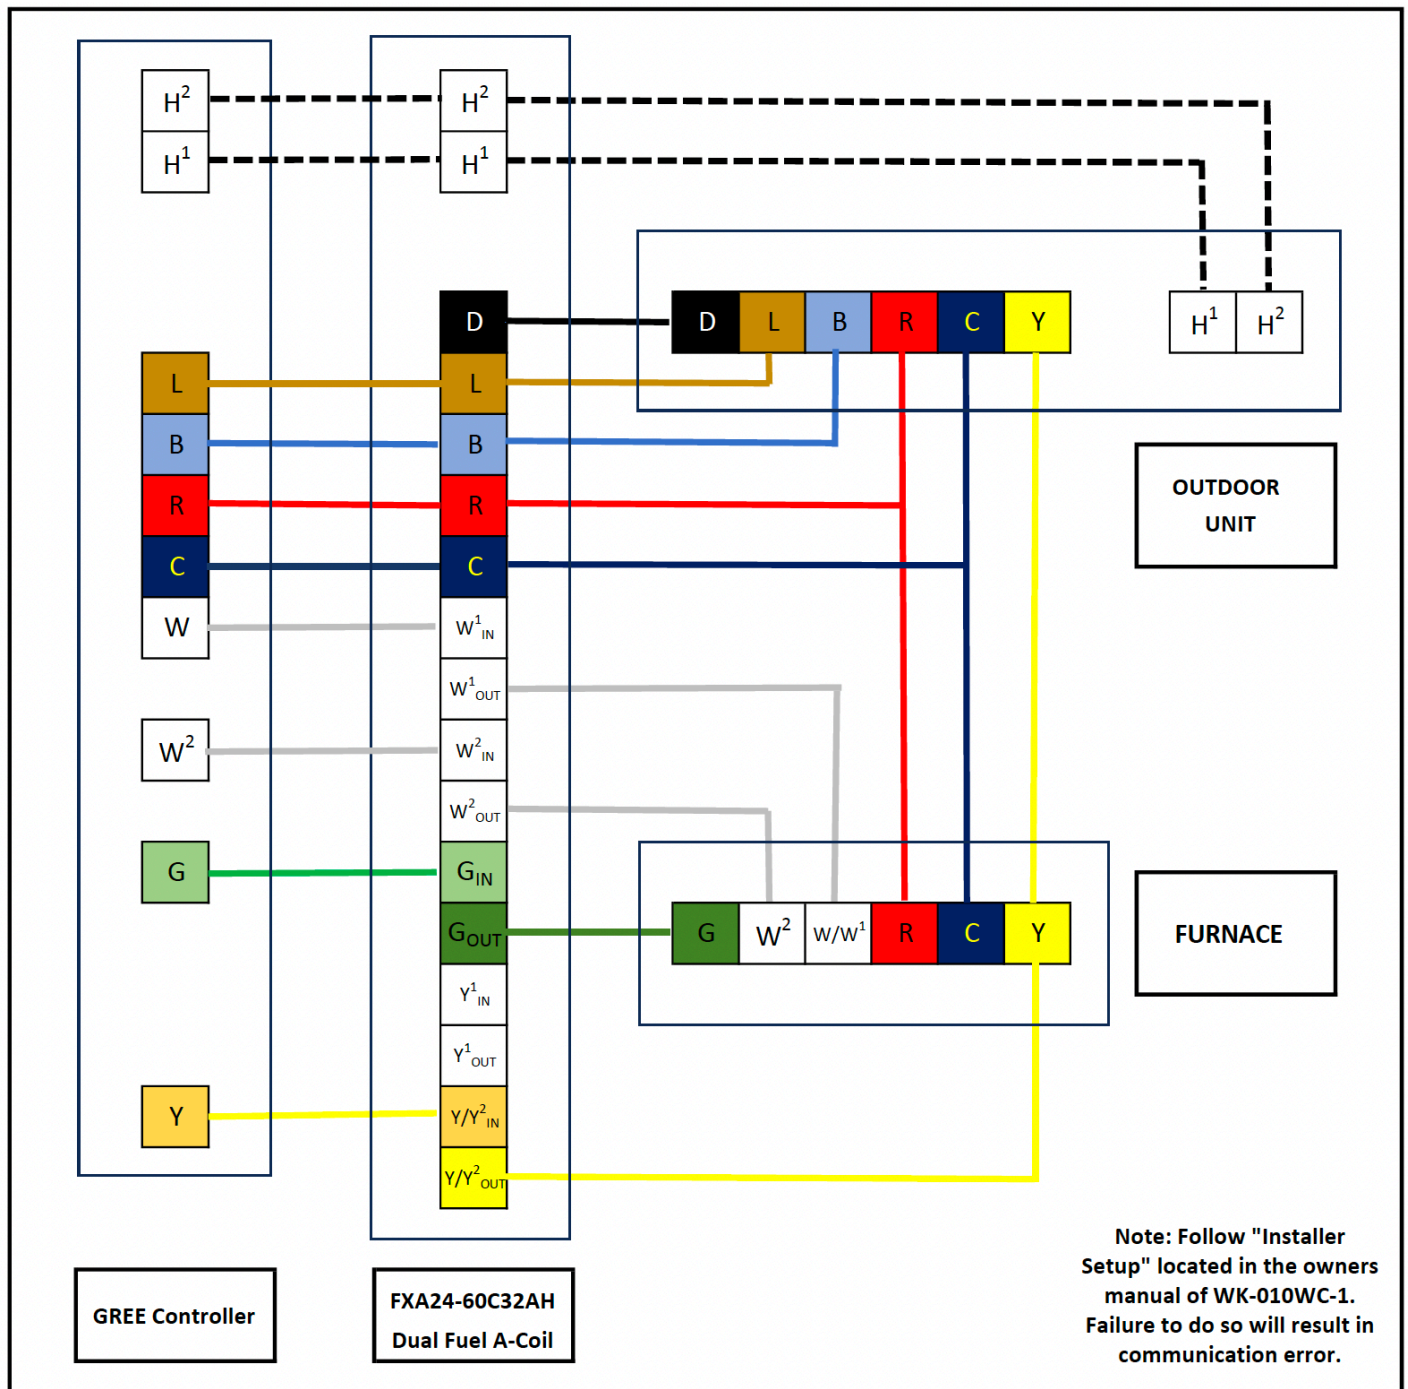 H² H²
H¹ H¹
D D L B R C Y H¹ H²
L L
B B
R R
OUTDOOR
UNIT
C C
W W¹IN
W¹OUT
W² W²IN
W²OUT
G GIN
GOUT G W² W/W¹ R C Y
FURNACE
Y¹IN
Y¹OUT
Y Y/Y²IN
Y/Y²OUT
GREE Controller
FXA24-60C32AH
Dual Fuel A-Coil
Note: Follow "Installer
Setup" located in the owners
manual of WK-010WC-1.
Failure to do so will result in
communication error.